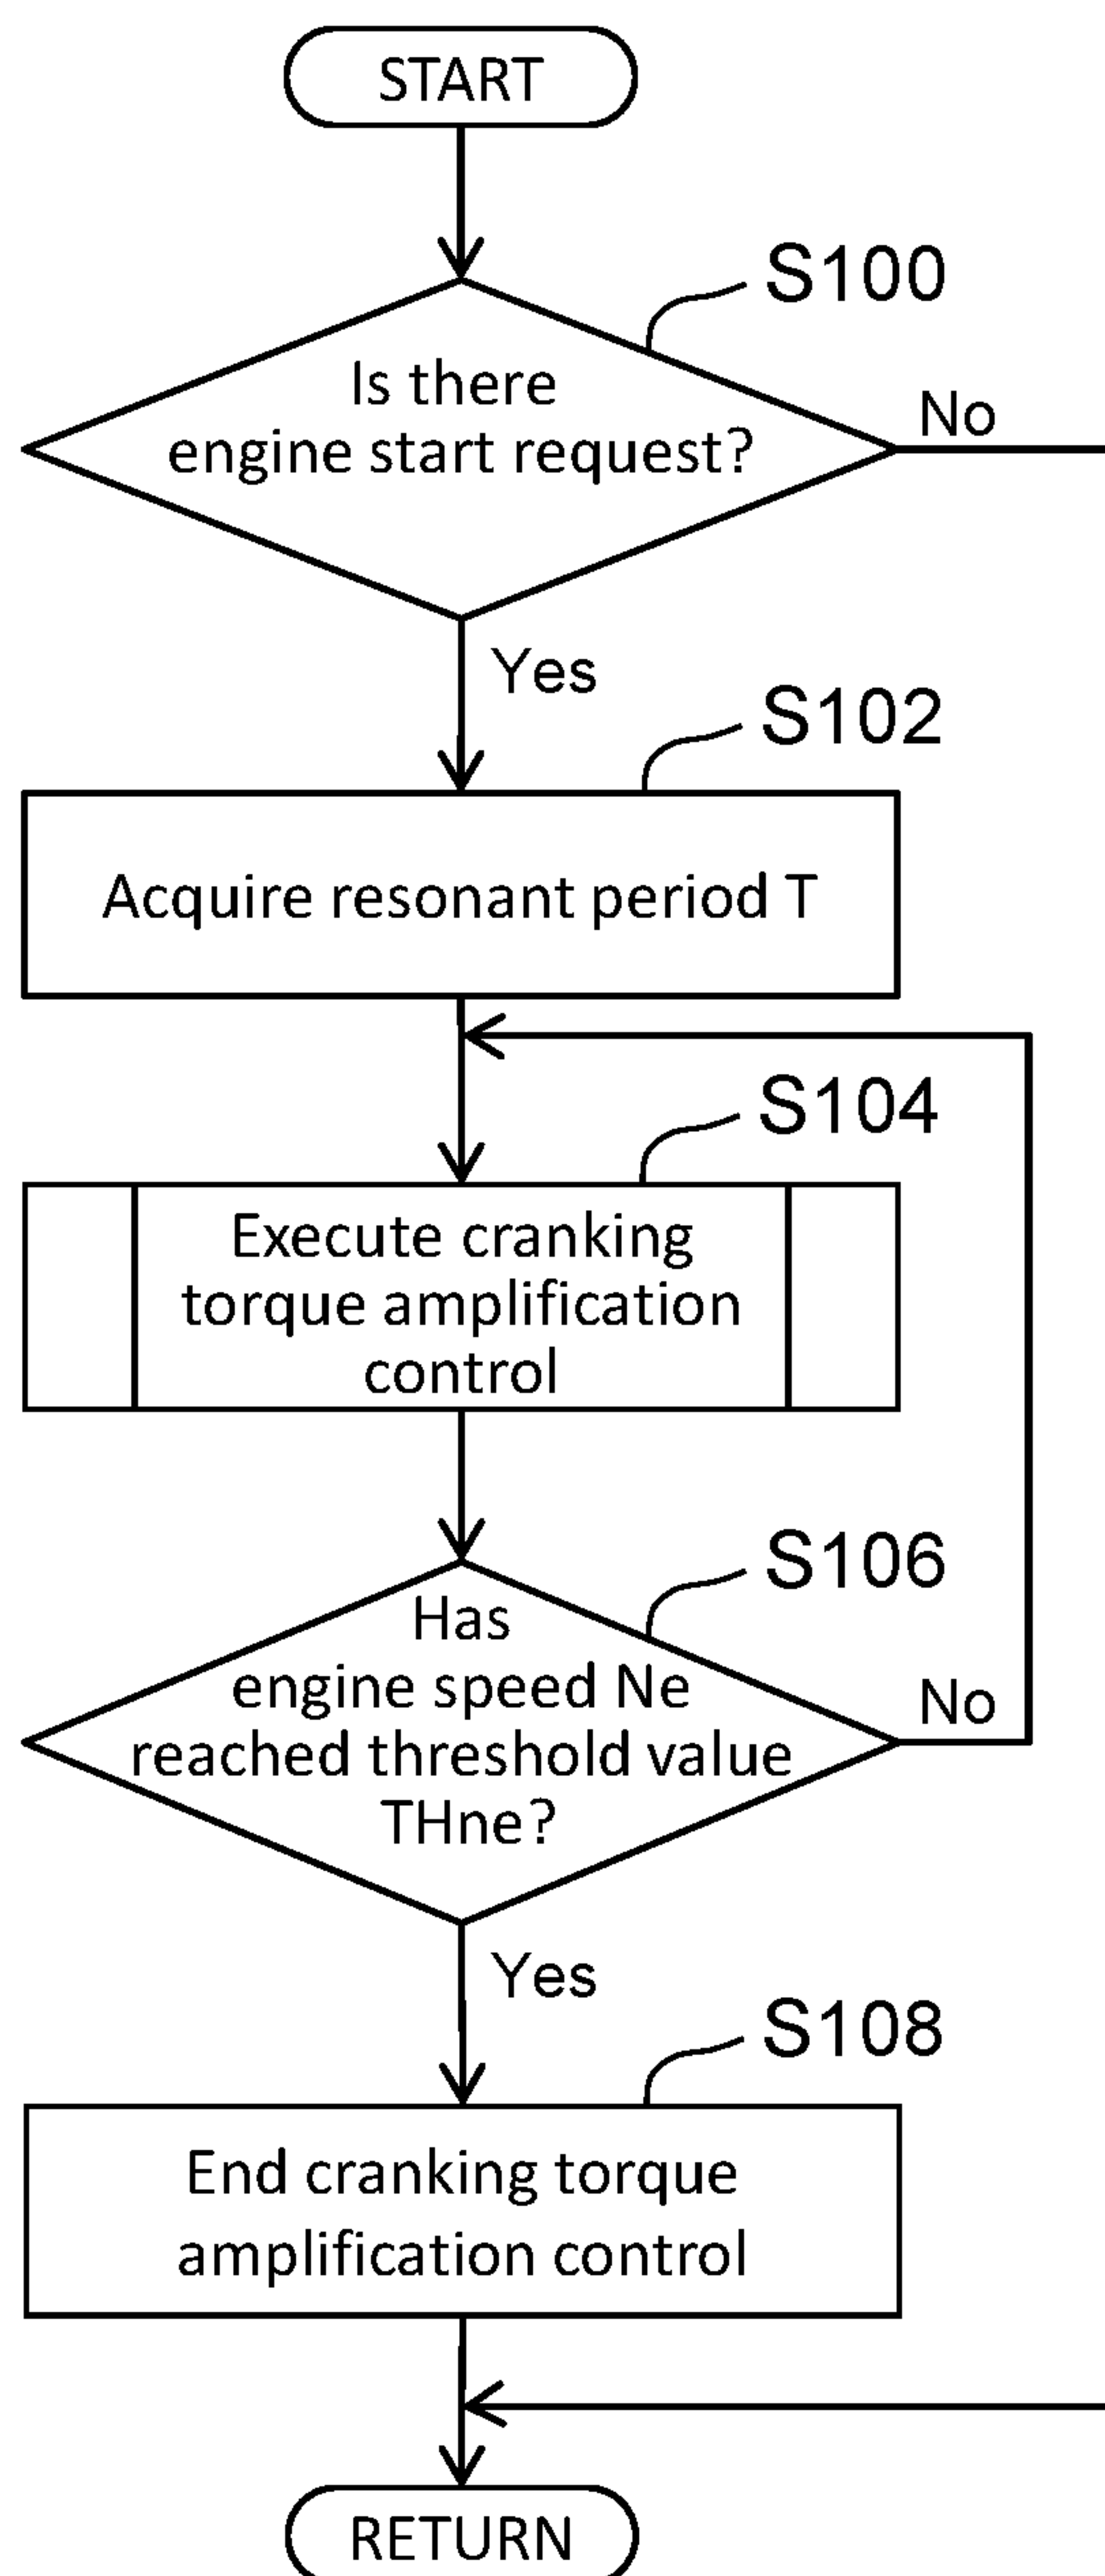 START
S100
Is there
engine start request?
No
Yes
S102
Acquire resonant period T
S104
Execute cranking
torque amplification
control
S106
Has
engine speed Ne
reached threshold value
THne?
No
Yes
S108
End cranking torque
amplification control
RETURN